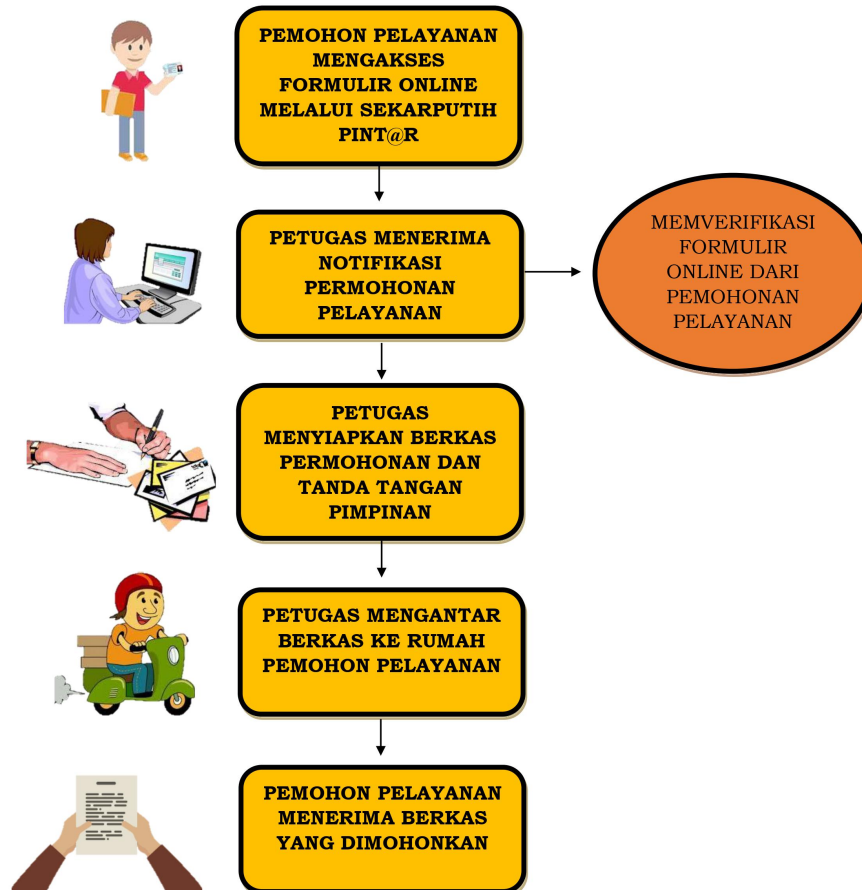 PEMOHON PELAYANAN
MENGAKSES
FORMULIR ONLINE
MELALUI SEKARPUTIH
PINT@R
PETUGAS MENERIMA
NOTIFIKASI
PERMOHONAN
PELAYANAN
MEMVERIFIKASI
FORMULIR
ONLINE DARI
PEMOHONAN
PELAYANAN
PETUGAS
MENYIAPKAN BERKAS
PERMOHONAN DAN
TANDA TANGAN
PIMPINAN
PETUGAS MENGANTAR
BERKAS KE RUMAH
PEMOHON PELAYANAN
PEMOHON PELAYANAN
MENERIMA BERKAS
YANG DIMOHONKAN